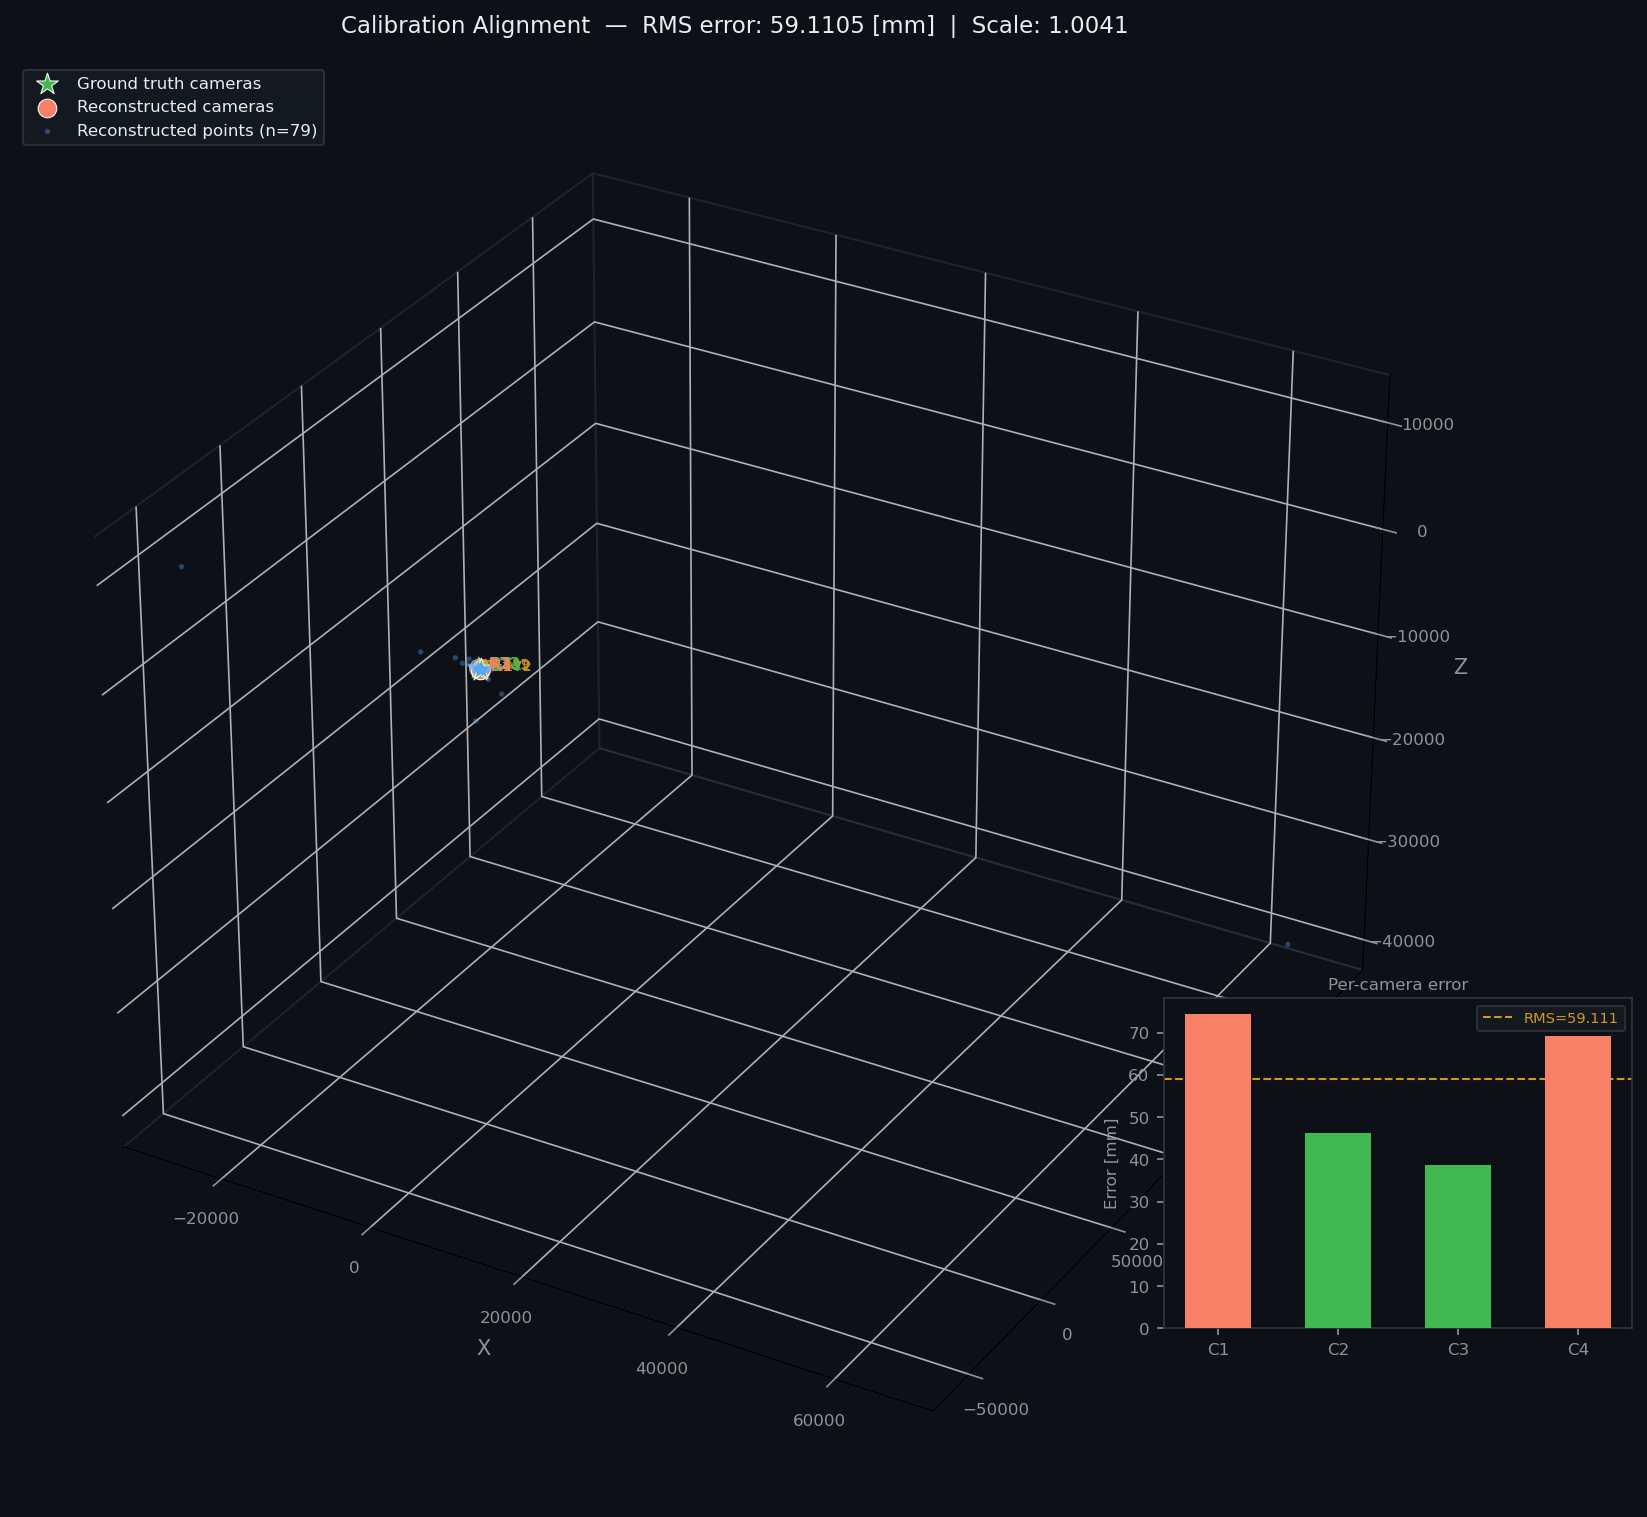 Calibration Alignment — RMS error: 59.1105 [mm] | Scale: 1.0041
Ground truth cameras
Reconstructed cameras
Reconstructed points (n=79)
10000
0
−10000
Z
−20000
−30000
−40000
−20000
0
20000
X
40000
60000
50000
0
−50000
Per-camera error
RMS=59.111
70
60
50
40
30
20
10
0
Error [mm]
C1
C2
C3
C4